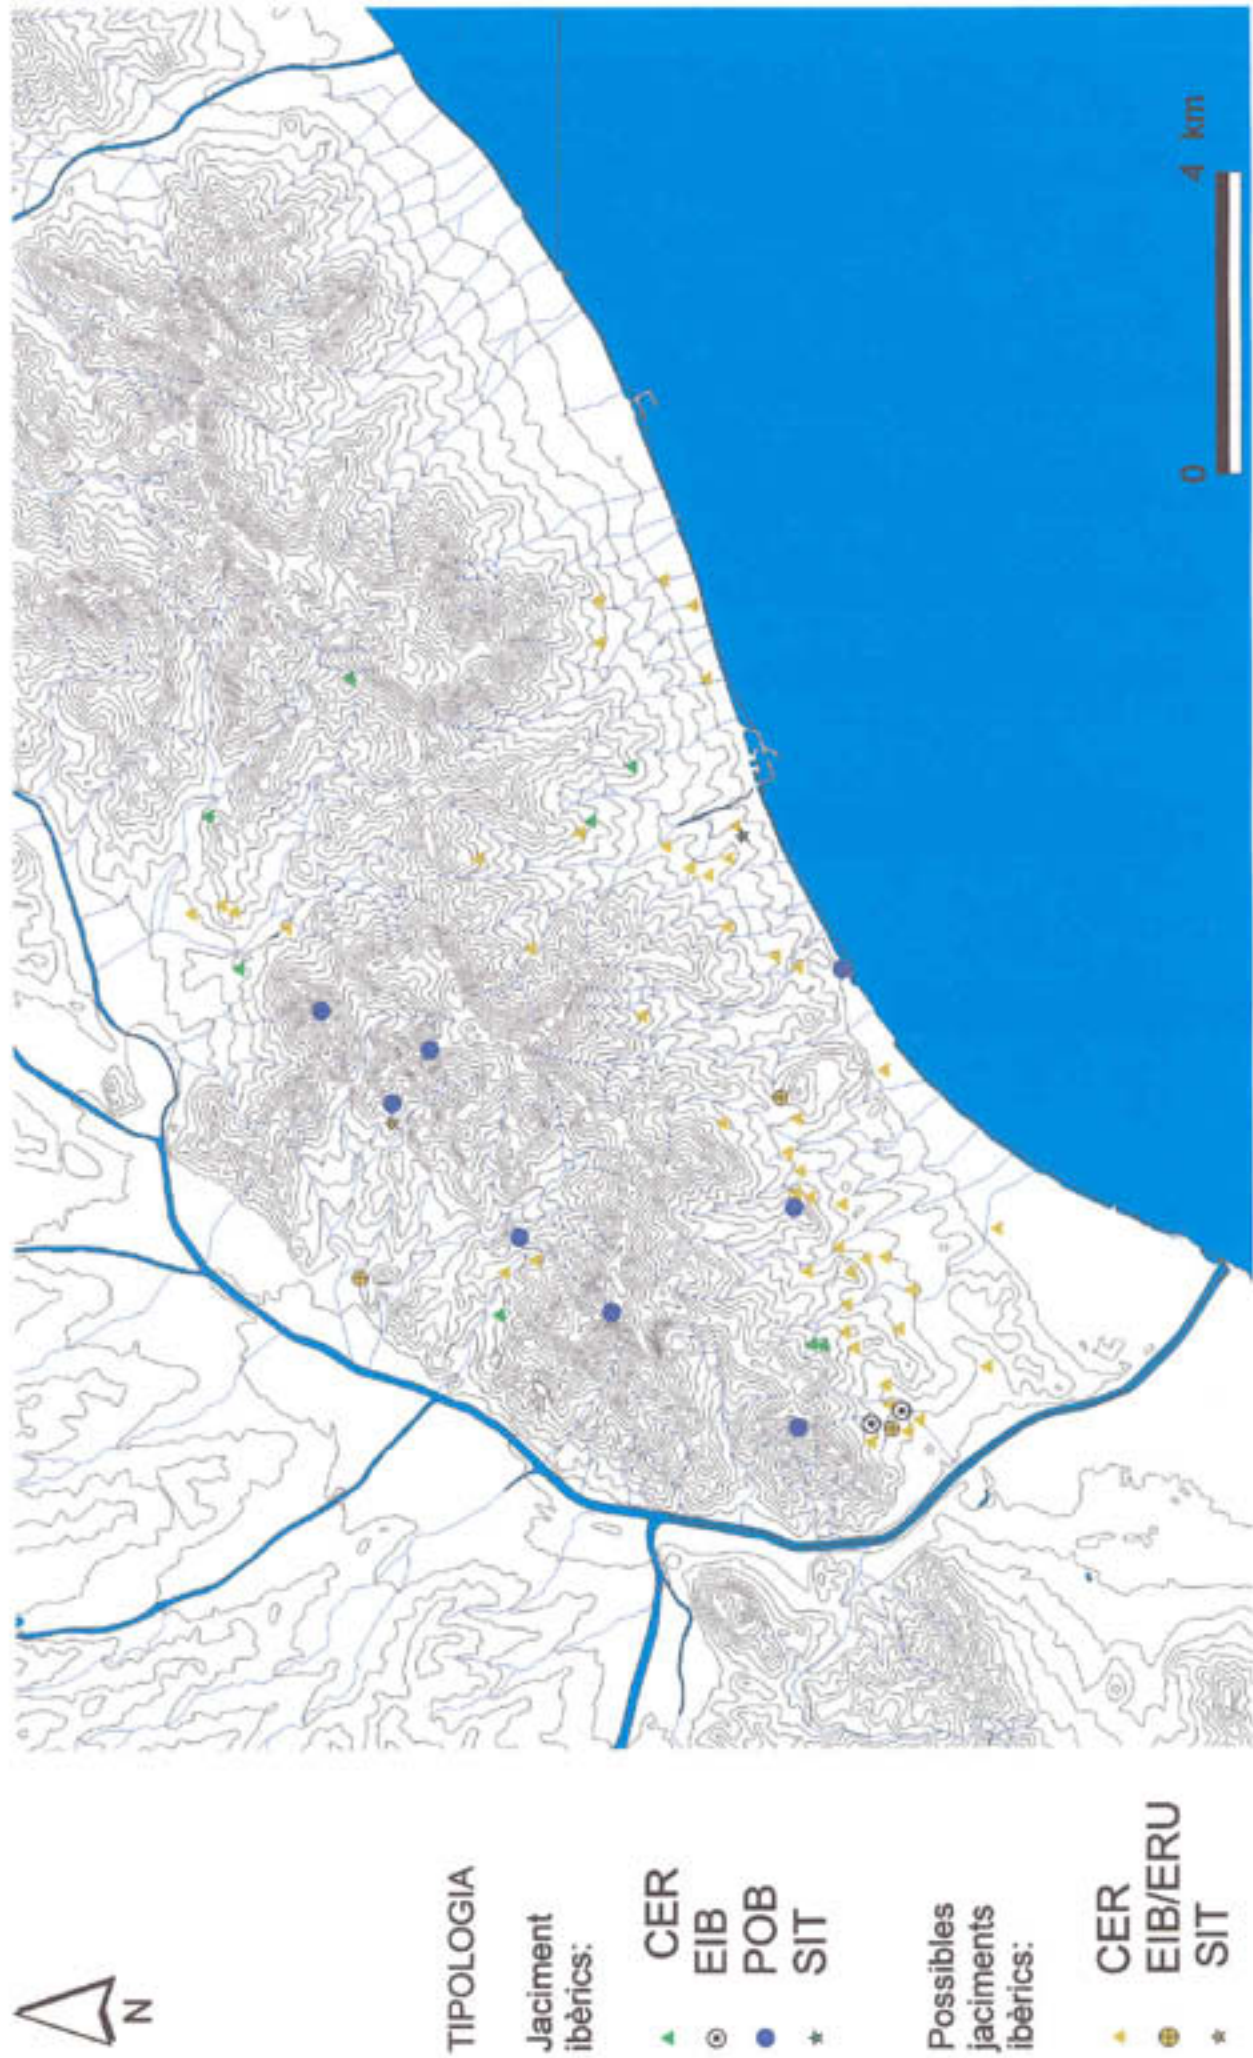 N
TIPOLOGIA
Jaciment
ibèrics:
CER
EIB
POB
SIT
Possibles
jaciments
ibèrics:
CER
EIB/ERU
SIT
0 4 km